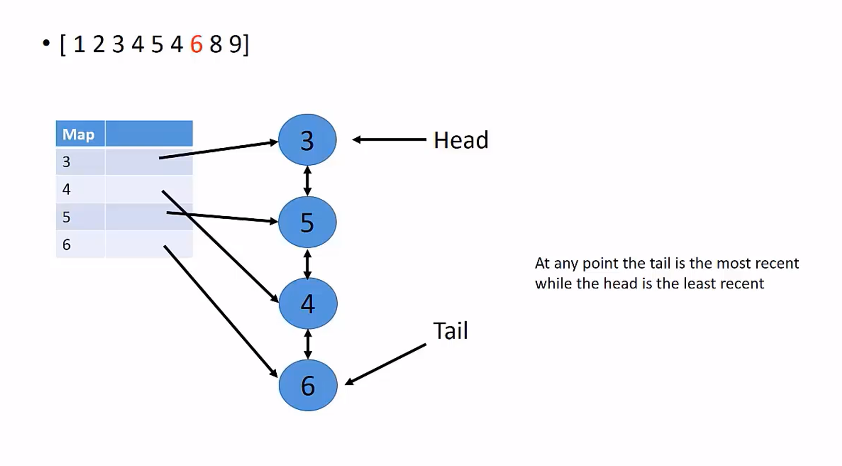 • [ 1 2 3 4 5 4 6 8 9]
Map
3
4
5
6
3
5
4
6
Head
Tail
At any point the tail is the most recent
while the head is the least recent